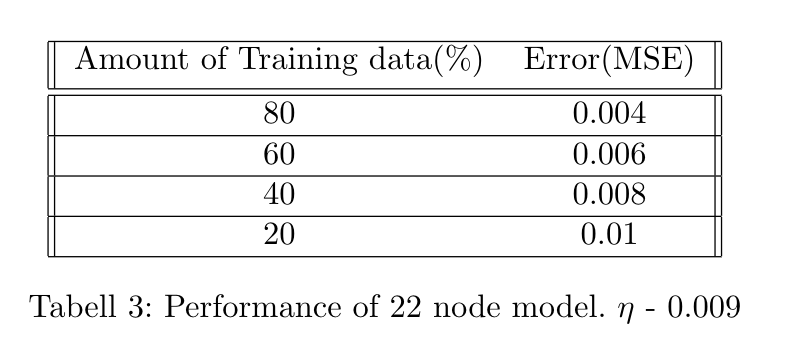 Amount of Training data(%) Error(MSE)
80 0.004
60 0.006
40 0.008
20 0.01
Tabell 3: Performance of 22 node model. η - 0.009